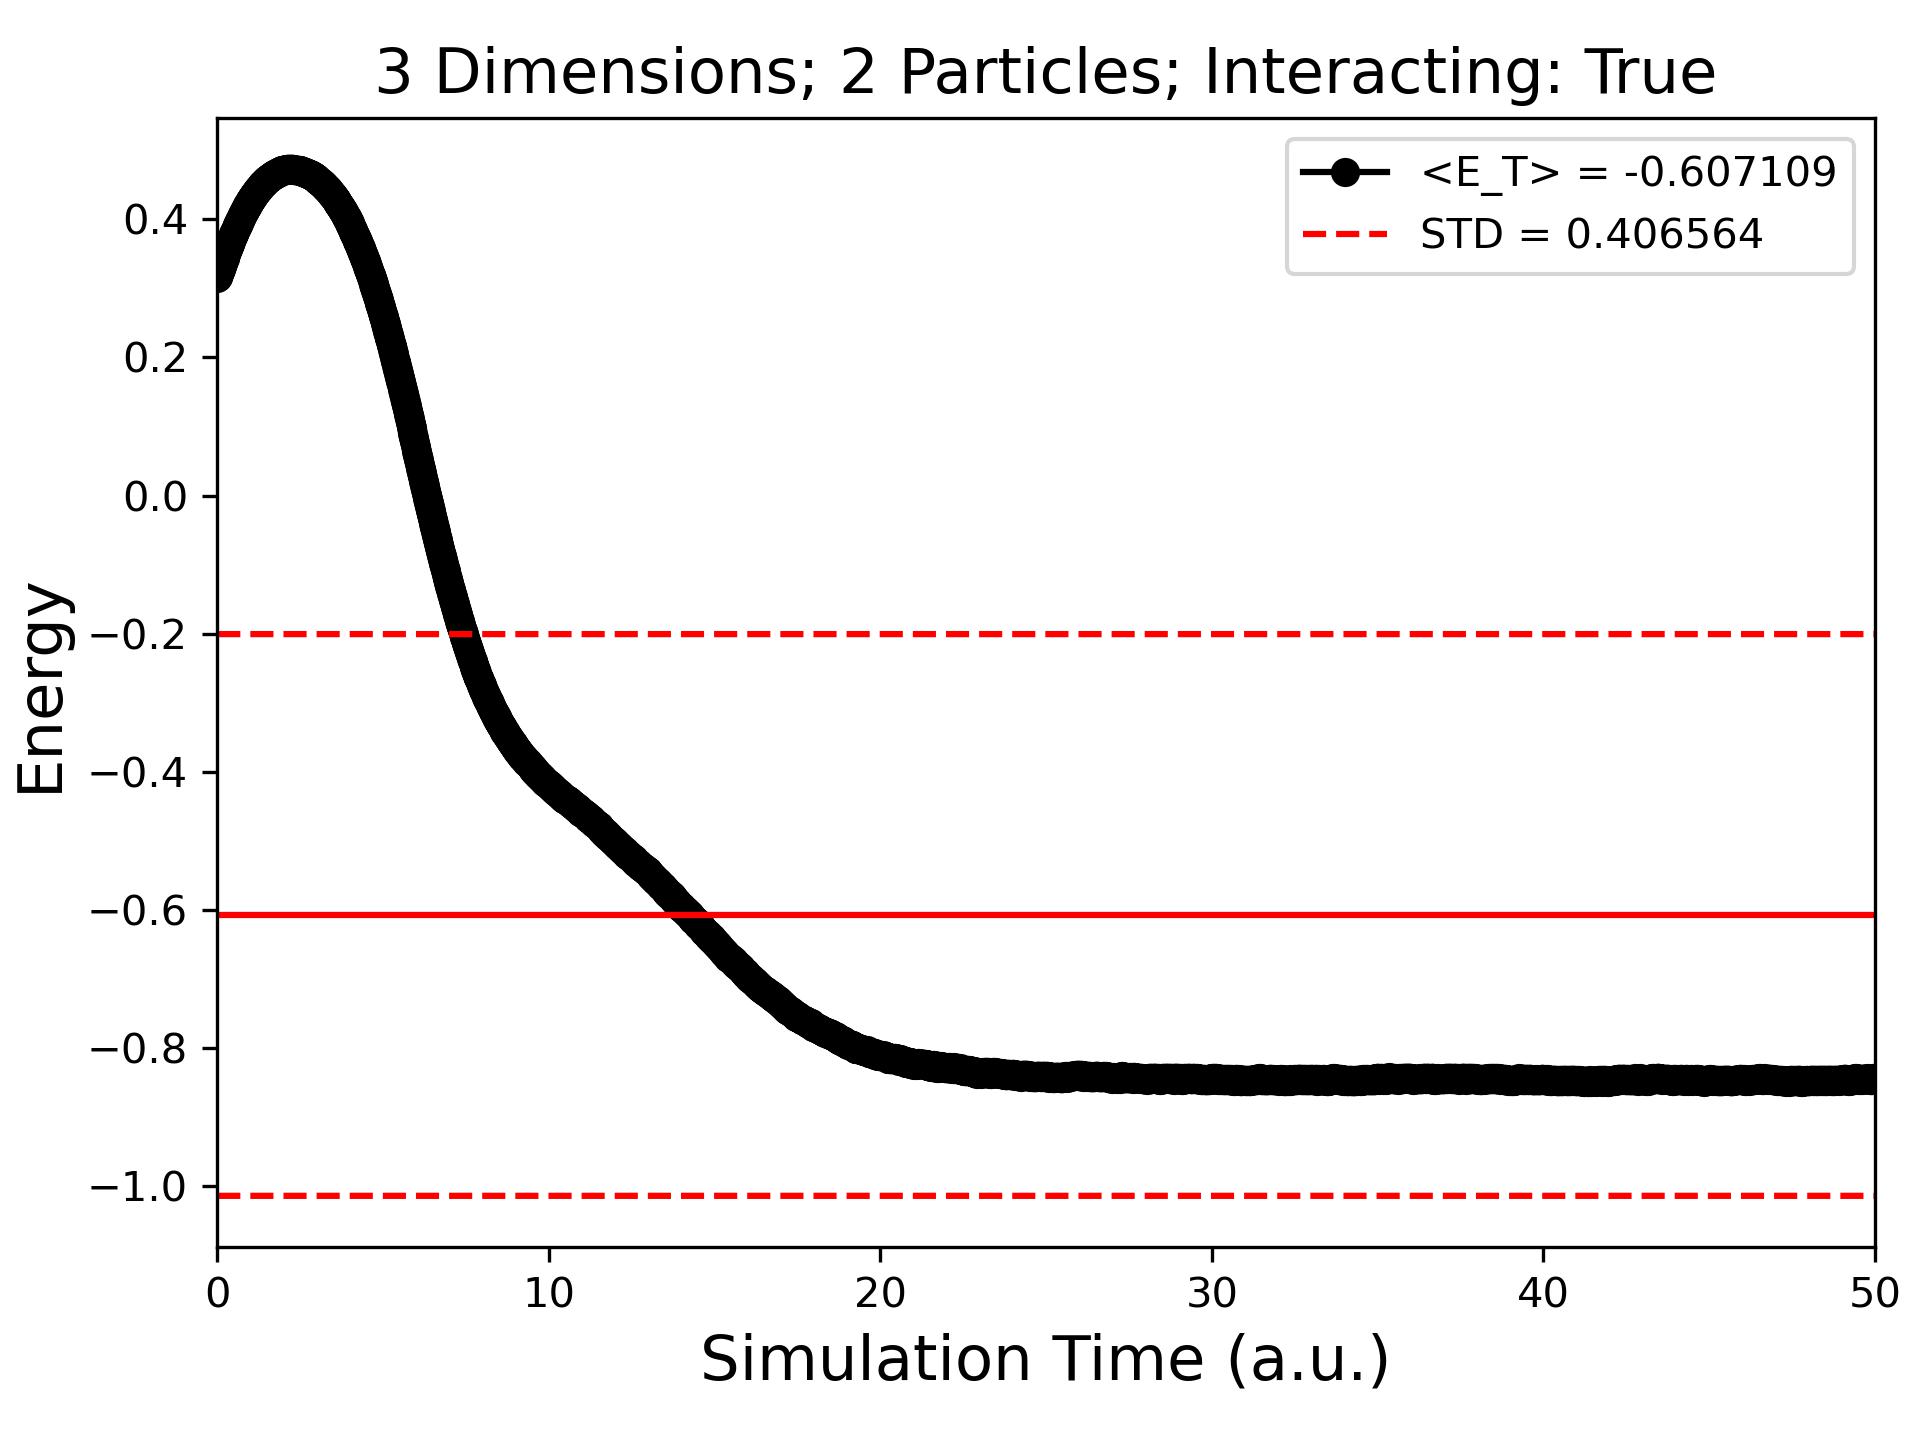 3 Dimensions; 2 Particles; Interacting: True
<E_T> = -0.607109
STD = 0.406564
Energy
0.4
0.2
0.0
−0.2
−0.4
−0.6
−0.8
−1.0
0 10 20 30 40 50
Simulation Time (a.u.)